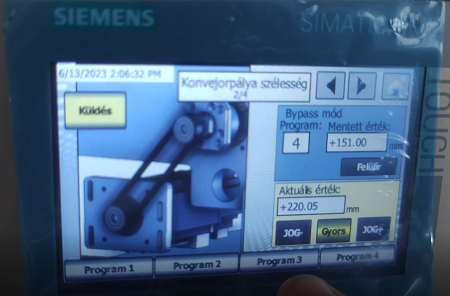 SIEMENS
SIMATIC
TOUCH
6/13/2023 2:06:32 PM
Konvejorpálya szélesség
2/4
Küldés
Bypass mód
Program: Mentett érték:
4 +151.00 mm
Felülír
Aktuális érték:
+220.05 mm
JOG- Gyors JOG+
Program 1 Program 2 Program 3 Program 4